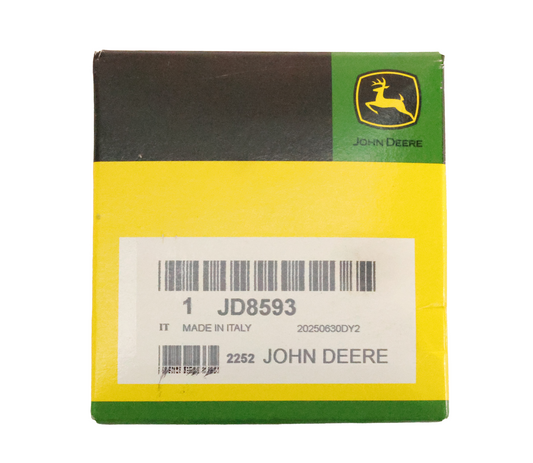 JOHN DEERE
1 JD8593
IT MADE IN ITALY 20250630DY2
2252 JOHN DEERE